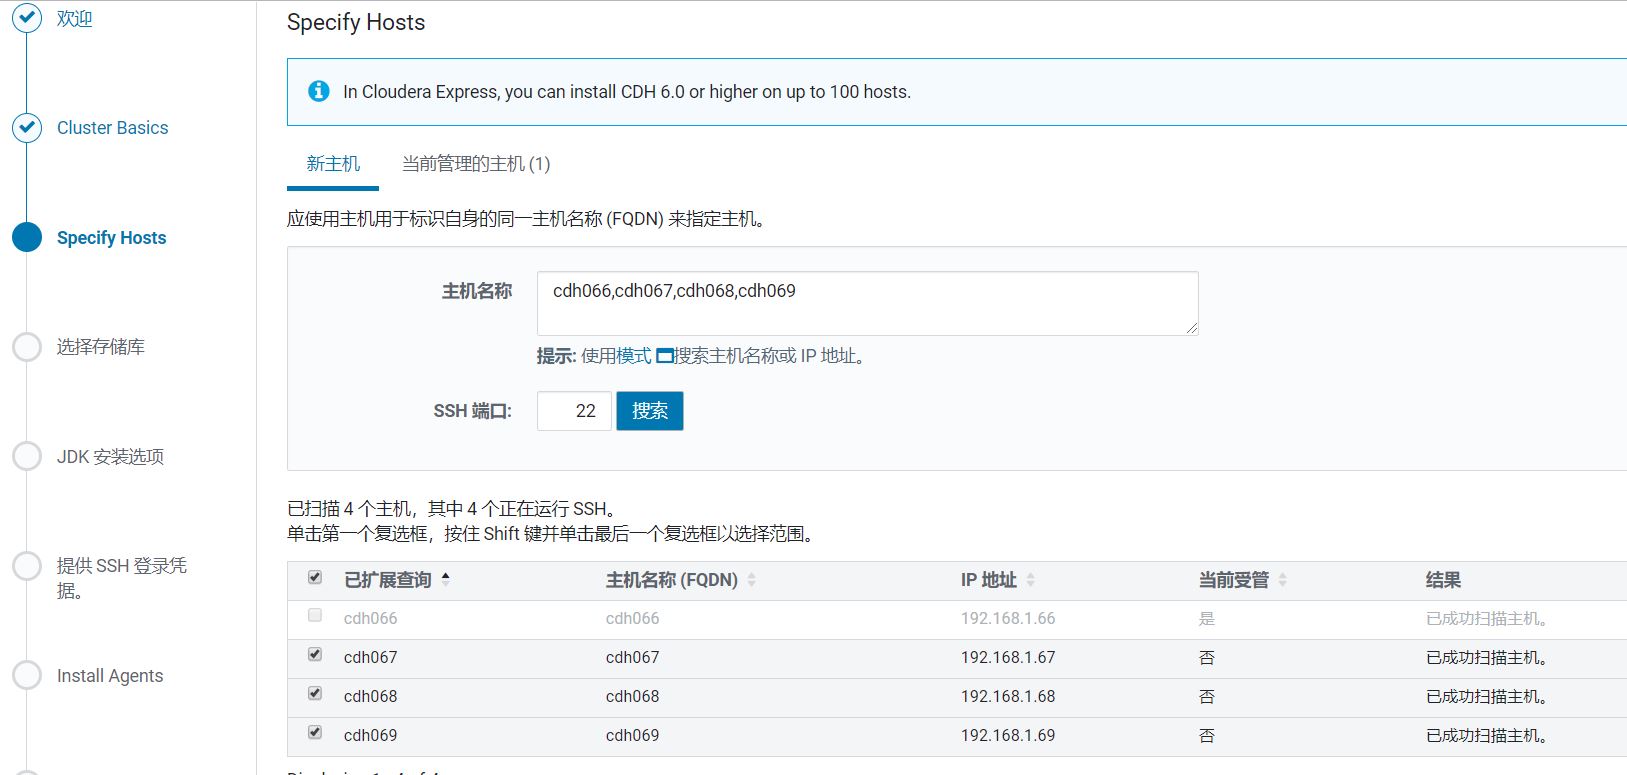 欢迎
Cluster Basics
Specify Hosts
选择存储库
JDK 安装选项
提供 SSH 登录凭
据。
Install Agents
Specify Hosts
In Cloudera Express, you can install CDH 6.0 or higher on up to 100 hosts.
新主机 当前管理的主机 (1)
应使用主机用于标识自身的同一主机名称 (FQDN) 来指定主机。
主机名称 cdh066,cdh067,cdh068,cdh069
提示: 使用模式 搜索主机名称或 IP 地址。
SSH 端口: 22 搜索
已扫描 4 个主机，其中 4 个正在运行 SSH。
单击第一个复选框，按住 Shift 键并单击最后一个复选框以选择范围。
已扩展查询 主机名称 (FQDN) IP 地址 当前受管 结果
cdh066 cdh066 192.168.1.66 是 已成功扫描主机。
cdh067 cdh067 192.168.1.67 否 已成功扫描主机。
cdh068 cdh068 192.168.1.68 否 已成功扫描主机。
cdh069 cdh069 192.168.1.69 否 已成功扫描主机。